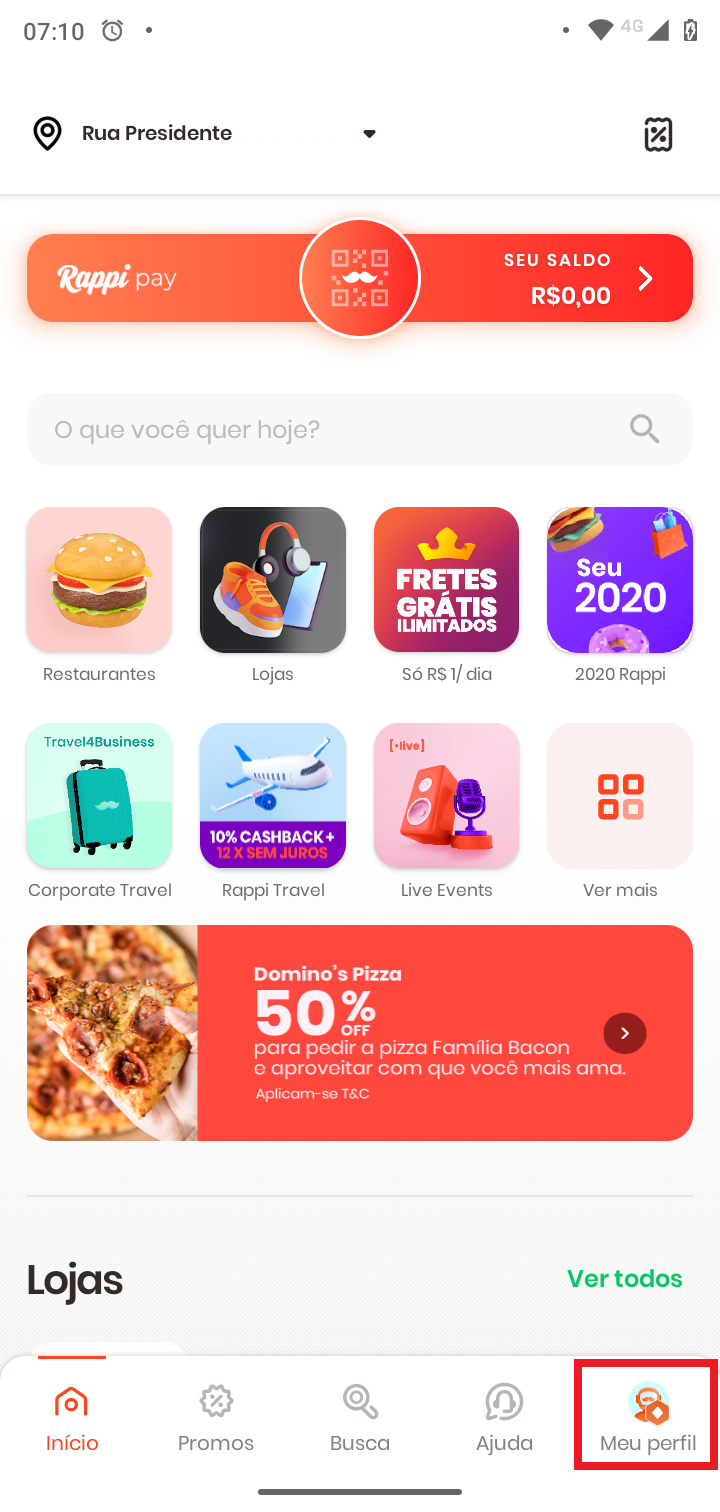 07:10
4G
Rua Presidente
Rappi pay
SEU SALDO
R$0,00
O que você quer hoje?
FRETES
GRÁTIS
ILIMITADOS
Seu
2020
Restaurantes
Lojas
Só R$ 1/ dia
2020 Rappi
Travel4Business
10% CASHBACK +
12 X SEM JUROS
[•live]
Corporate Travel
Rappi Travel
Live Events
Ver mais
Domino's Pizza
50%
OFF
para pedir a pizza Família Bacon
e aproveitar com que você mais ama.
Aplicam-se T&C
Lojas
Ver todos
Início
Promos
Busca
Ajuda
Meu perfil